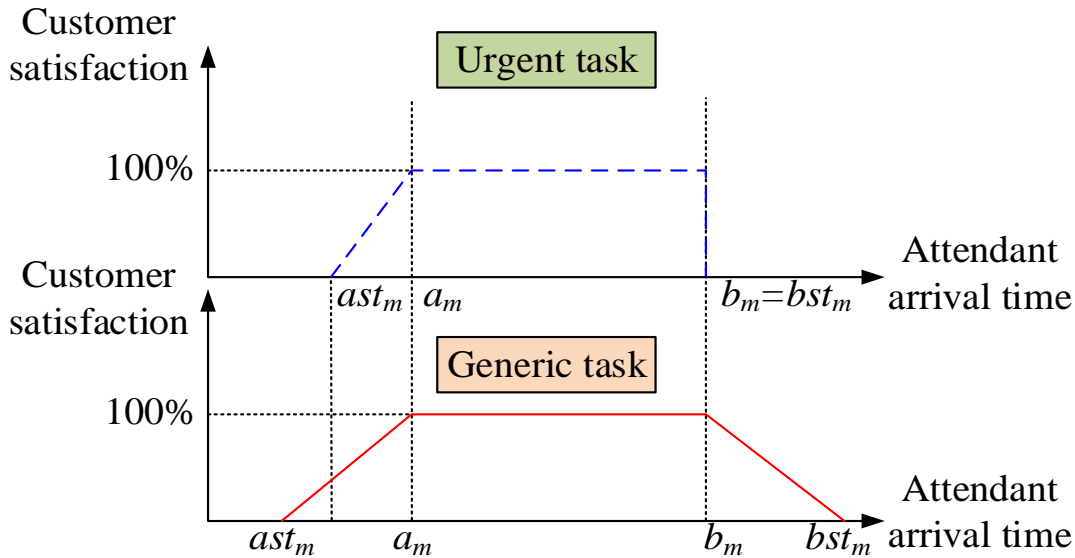 Customer
satisfaction
Urgent task
100%
ast_m
a_m
b_m=bst_m
Attendant
arrival time
Customer
satisfaction
Generic task
100%
ast_m
a_m
b_m
bst_m
Attendant
arrival time